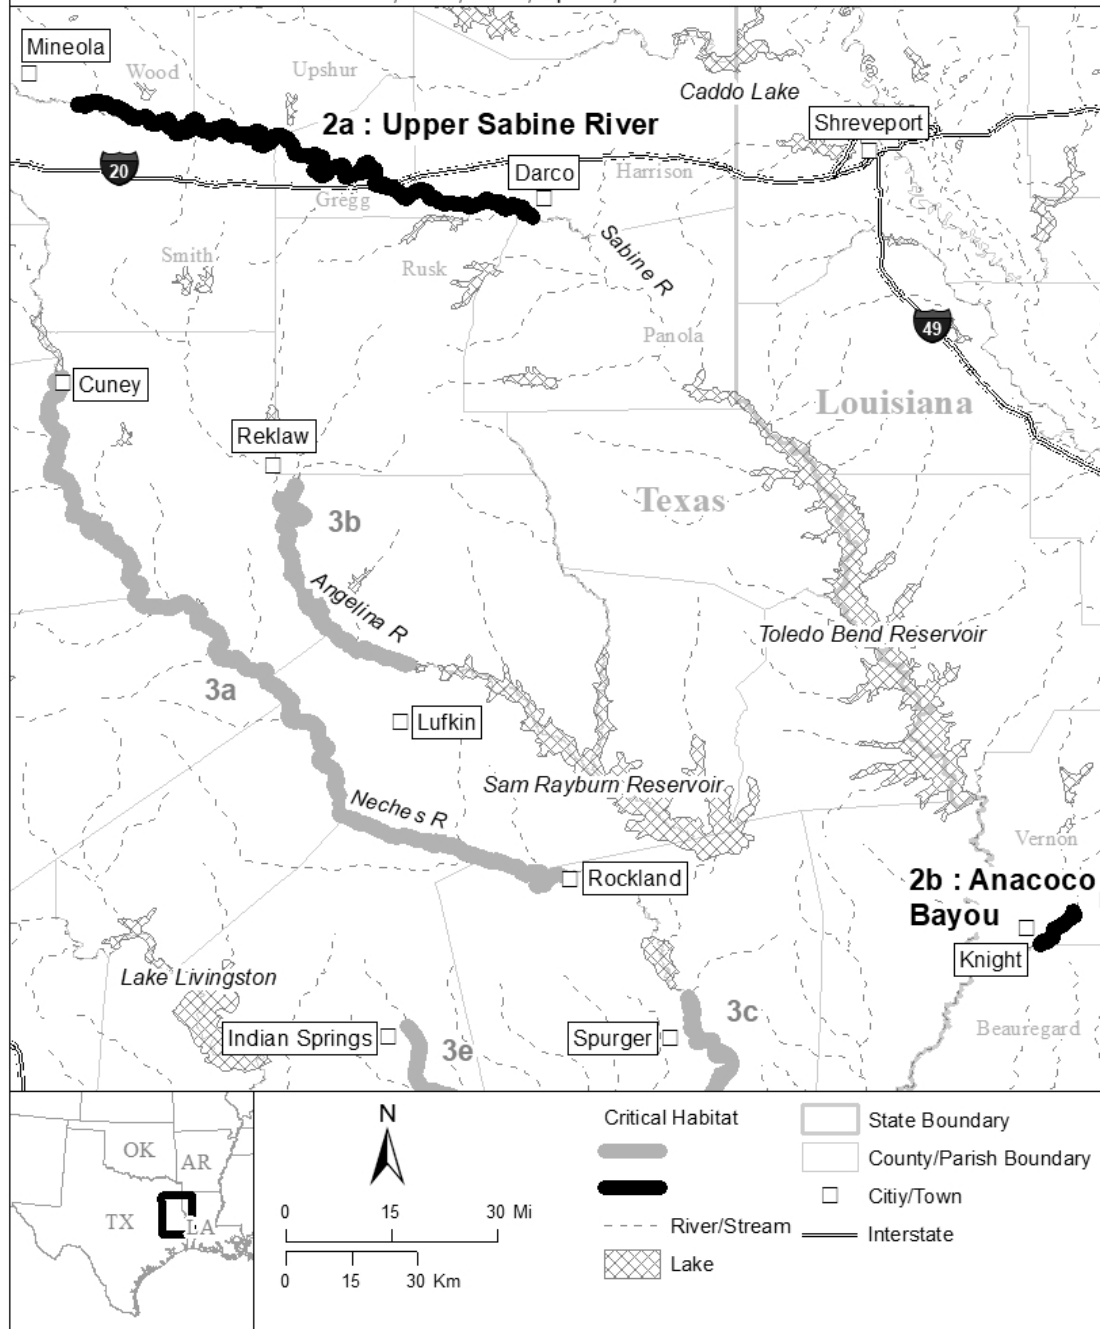 Mineola
Wood
Upshur
Caddo Lake
2a : Upper Sabine River
Shreveport
20
Darco
Harrison
Gregg
Sabine R
Smith
Rusk
Panola
49
Cuney
Louisiana
Reklaw
Texas
3b
Angelina R
Toledo Bend Reservoir
3a
Lufkin
Sam Rayburn Reservoir
Neches R
Vernon
Rockland
2b : Anacoco
Bayou
Knight
Lake Livingston
3c
Beauregard
Indian Springs
3e
Spurger
OK
AR
TX
LA
N
0 15 30 Mi
0 15 30 Km
Critical Habitat
River/Stream
Lake
State Boundary
County/Parish Boundary
Citiy/Town
Interstate